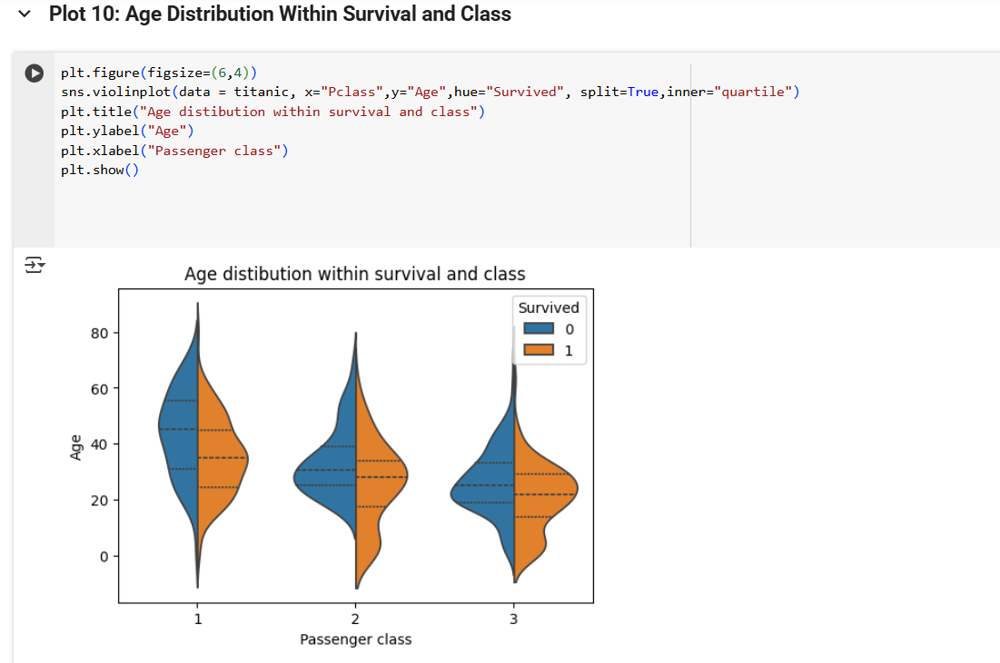 Plot 10: Age Distribution Within Survival and Class
plt.figure(figsize=(6,4))
sns.violinplot(data = titanic, x="Pclass",y="Age",hue="Survived", split=True,inner="quartile")
plt.title("Age distibution within survival and class")
plt.ylabel("Age")
plt.xlabel("Passenger class")
plt.show()
Age distibution within survival and class
Survived
0
1
80
60
40
20
0
Age
1 2 3
Passenger class